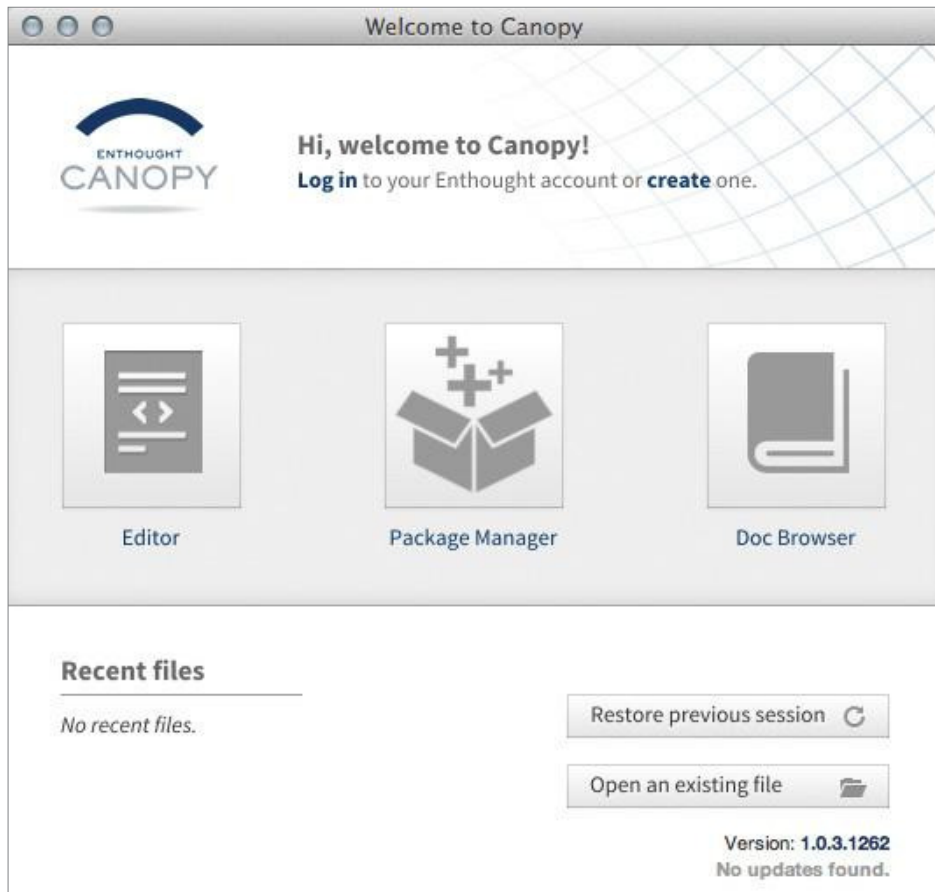 Welcome to Canopy
ENTHOUGHT
CANOPY
Hi, welcome to Canopy!
Log in to your Enthought account or create one.
Editor
Package Manager
Doc Browser
Recent files
No recent files.
Restore previous session
Open an existing file
Version: 1.0.3.1262
No updates found.